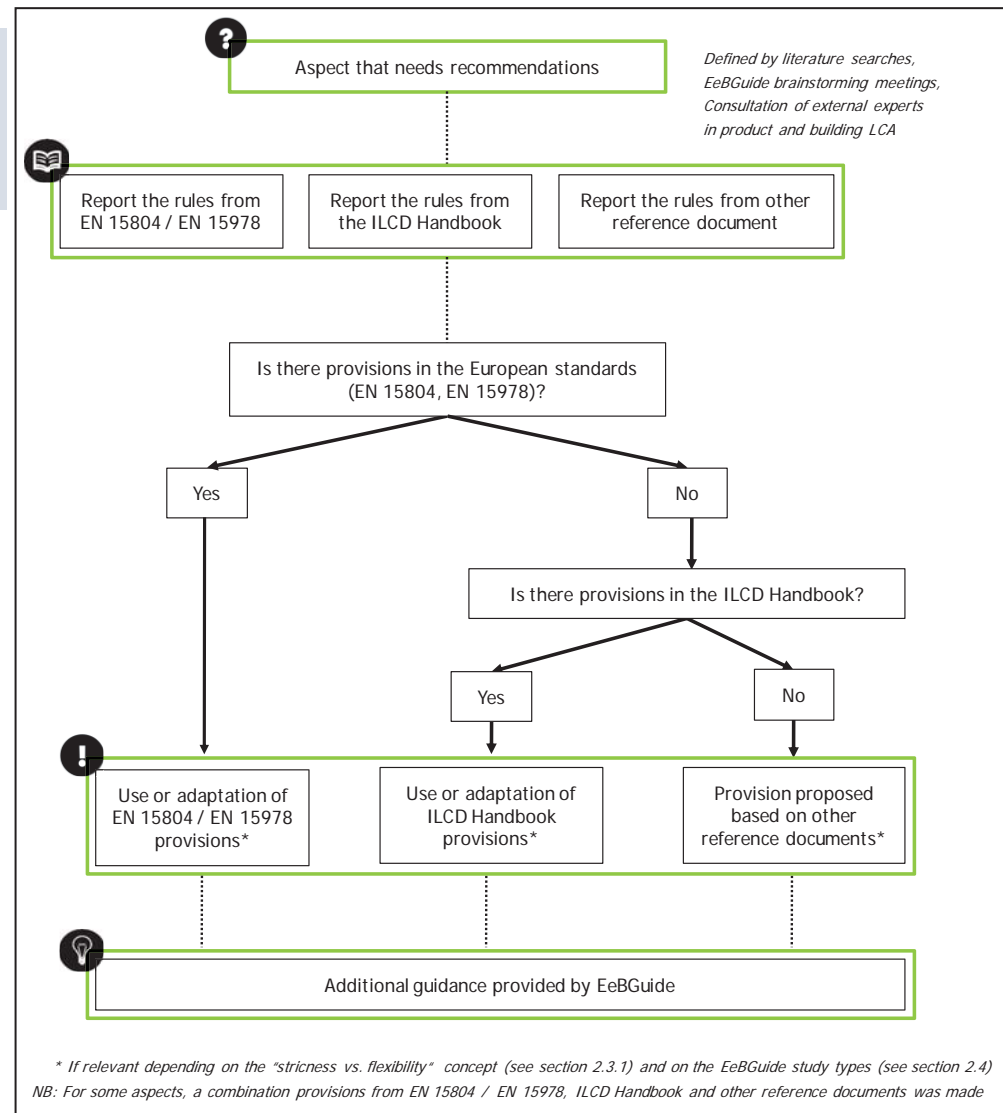 ?
Aspect that needs recommendations
Defined by literature searches,
EeBGuide brainstorming meetings,
Consultation of external experts
in product and building LCA
Report the rules from
EN 15804 / EN 15978
Report the rules from
the ILCD Handbook
Report the rules from other
reference document
Is there provisions in the European standards
(EN 15804, EN 15978)?
Yes
No
Is there provisions in the ILCD Handbook?
Yes
No
!
Use or adaptation of
EN 15804 / EN 15978
provisions*
Use or adaptation of
ILCD Handbook
provisions*
Provision proposed
based on other
reference documents*
Additional guidance provided by EeBGuide
* If relevant depending on the "stricness vs. flexibility" concept (see section 2.3.1) and on the EeBGuide study types (see section 2.4)
NB: For some aspects, a combination provisions from EN 15804 / EN 15978, ILCD Handbook and other reference documents was made